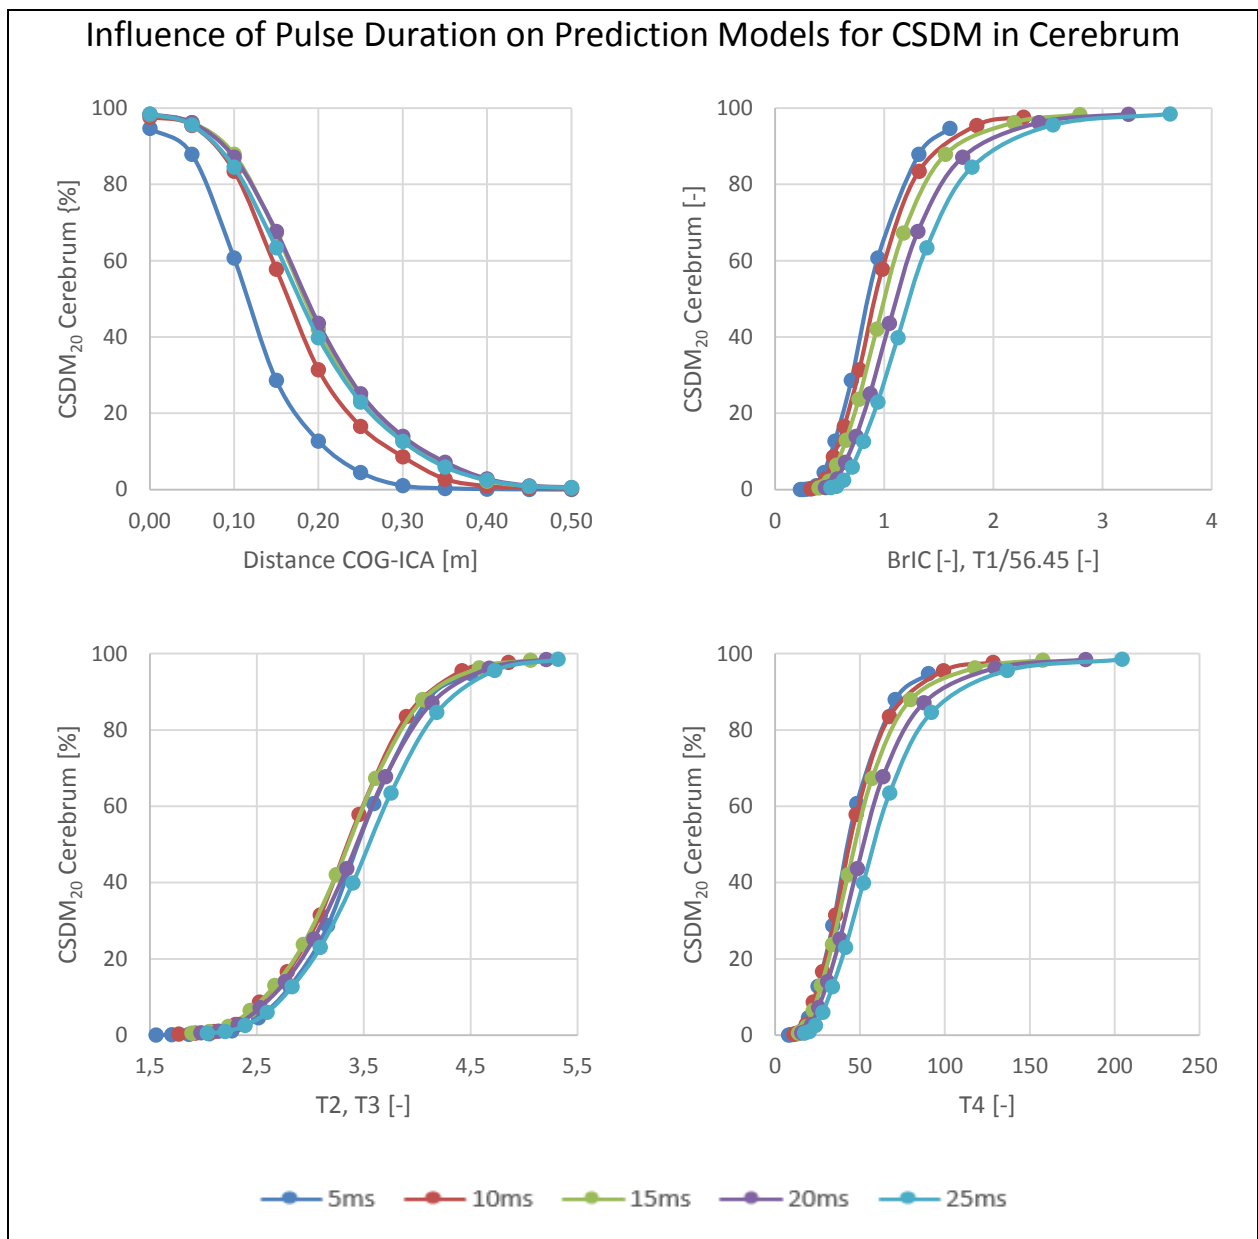 Influence of Pulse Duration on Prediction Models for CSDM in Cerebrum
CSDM20 Cerebrum {%]
100
80
60
40
20
0
0,00 0,10 0,20 0,30 0,40 0,50
Distance COG-ICA [m]
CSDM20 Cerebrum [-]
100
80
60
40
20
0
0 1 2 3 4
BrIC [-], T1/56.45 [-]
CSDM20 Cerebrum [%]
100
80
60
40
20
0
1,5 2,5 3,5 4,5 5,5
T2, T3 [-]
CSDM20 Cerebrum [%]
100
80
60
40
20
0
0 50 100 150 200 250
T4 [-]
5ms 10ms 15ms 20ms 25ms